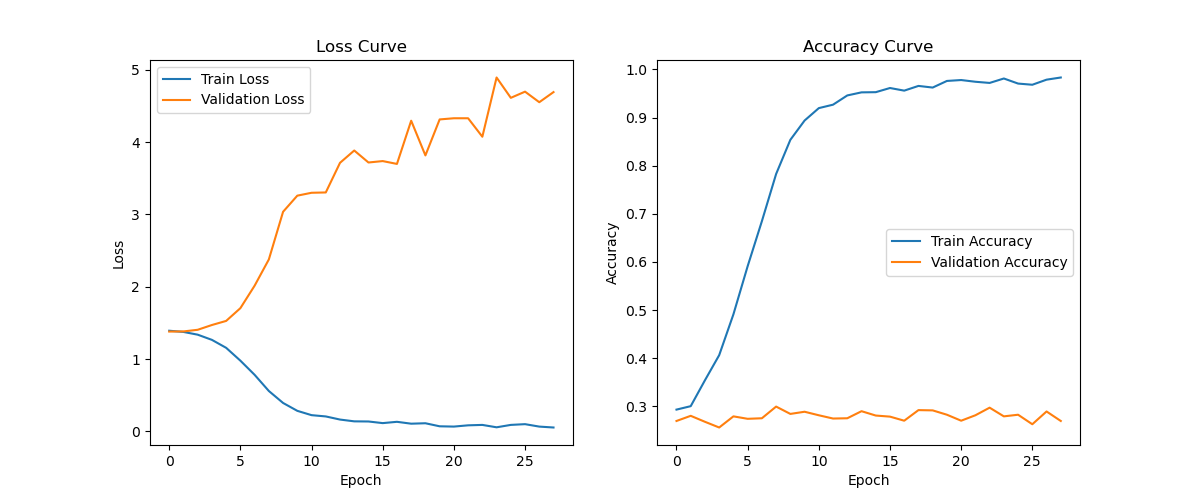 Loss Curve
Train Loss
Validation Loss
5
4
3
2
1
0
Loss
0 5 10 15 20 25
Epoch
Accuracy Curve
1.0
0.9
0.8
0.7
0.6
0.5
0.4
0.3
Accuracy
Train Accuracy
Validation Accuracy
0 5 10 15 20 25
Epoch